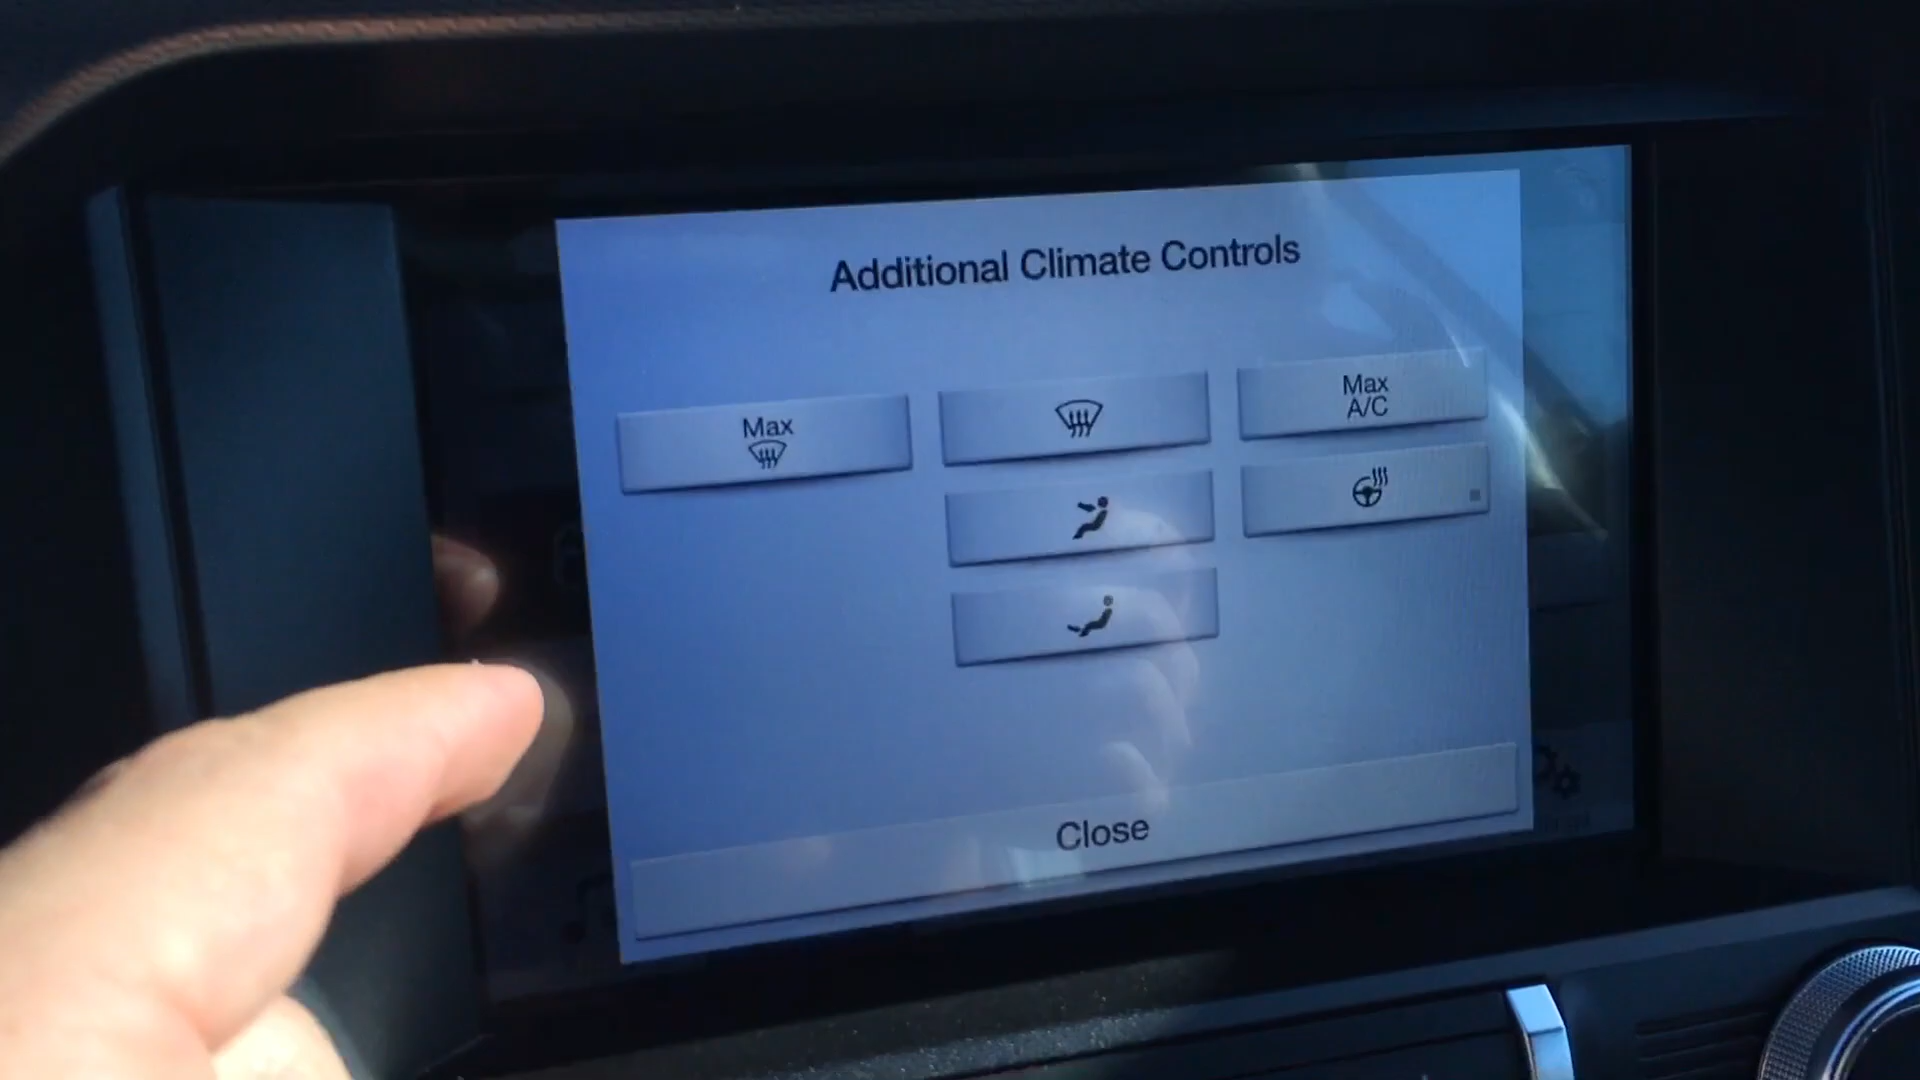 Additional Climate Controls
Max
Max
A/C
Close